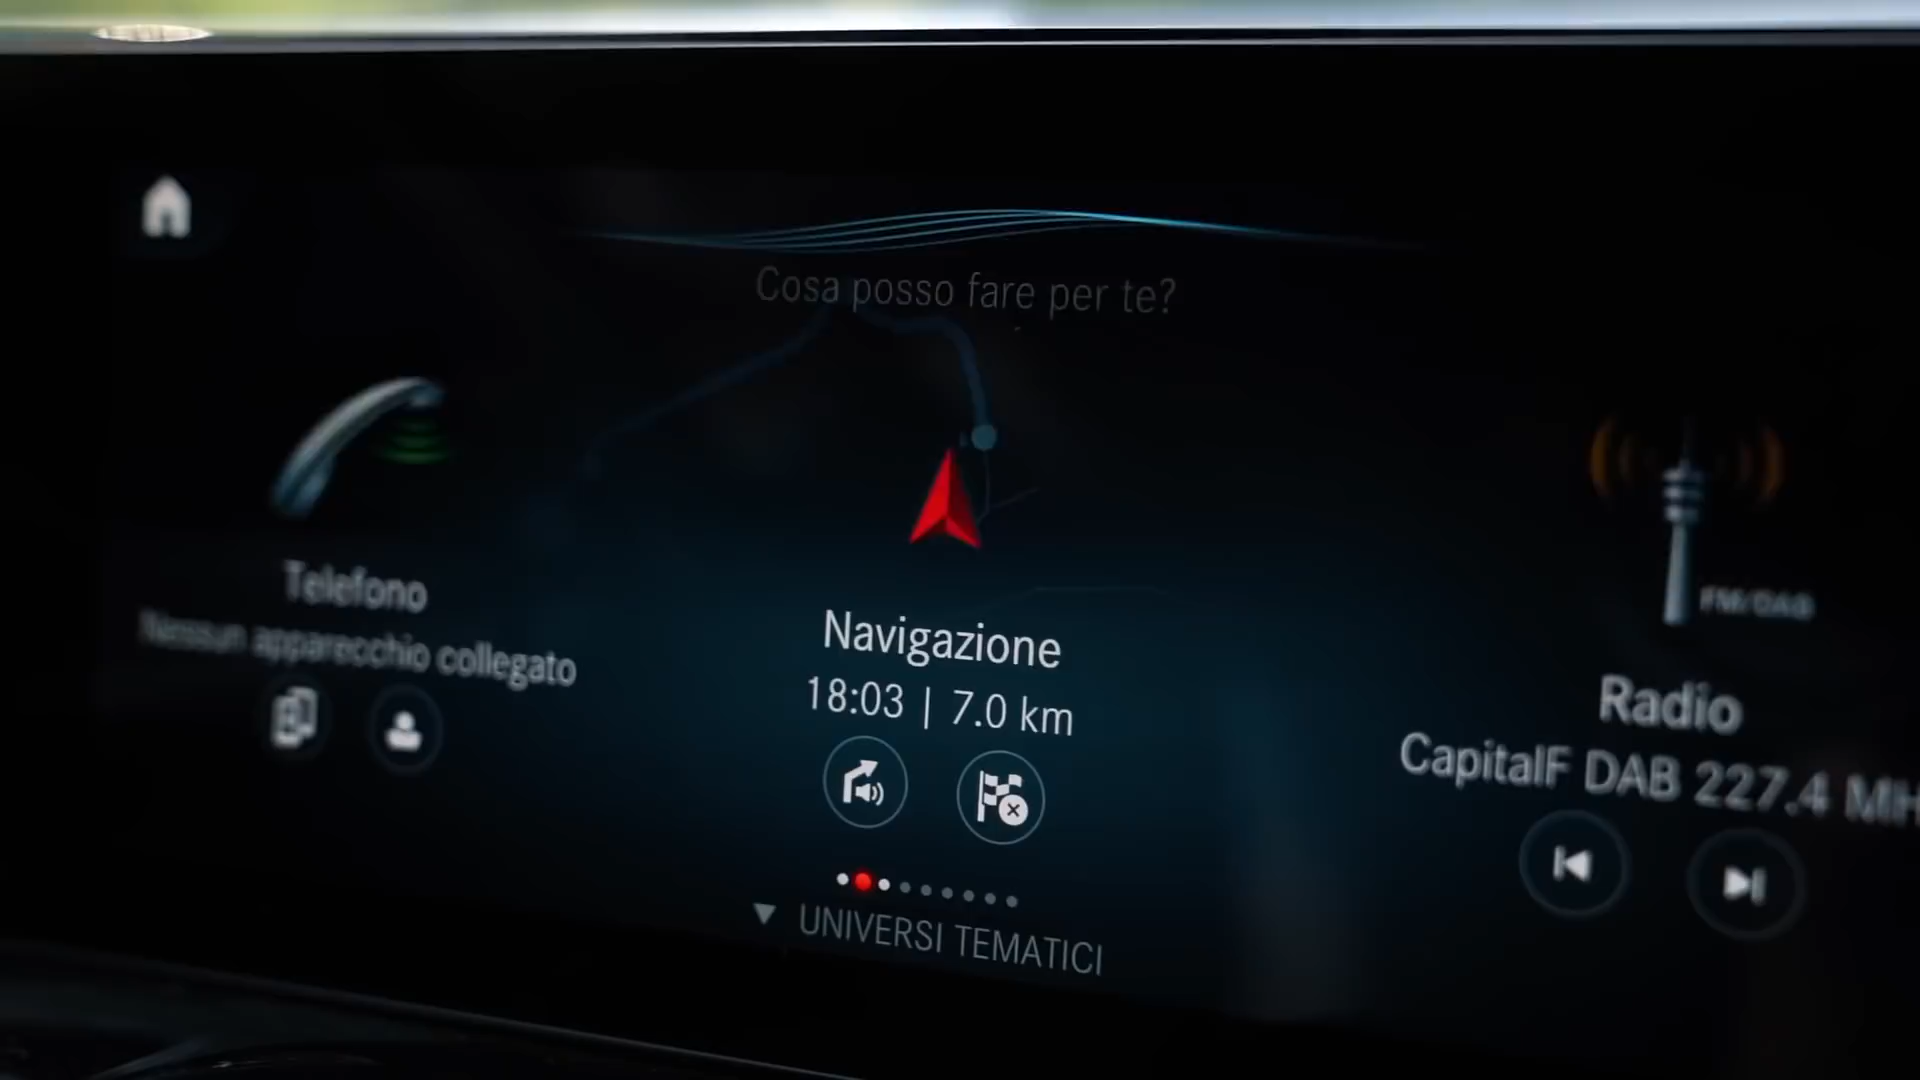 Cosa posso fare per te?
Telefono
Nessun apparecchio collegato
Navigazione
18:03 | 7.0 km
FM/DAB
Radio
CapitalF DAB 227.4 MH
UNIVERSI TEMATICI